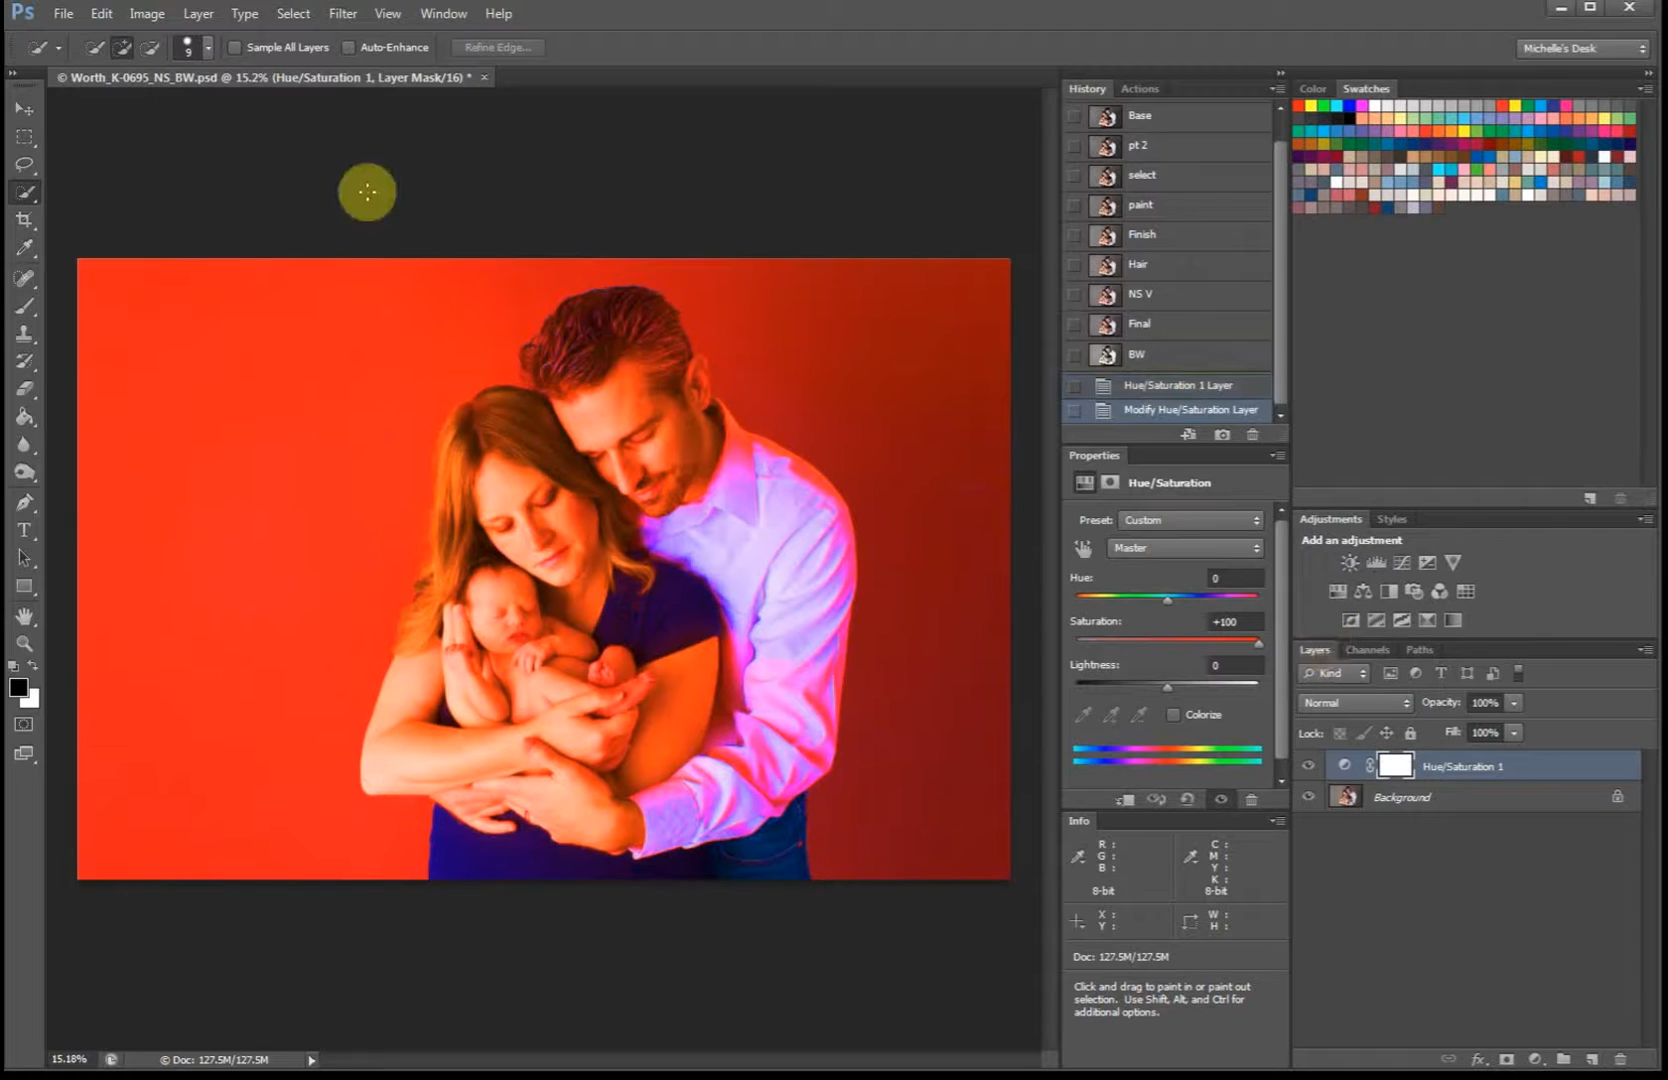 Ps File Edit Image Layer Type Select Filter View Window Help
9 Sample All Layers Auto-Enhance Refine Edge... Michelle's Desk
© Worth_K-0695_NS_BW.psd @ 15.2% (Hue/Saturation 1, Layer Mask/16) * ×
History Actions
Base
pt 2
select
paint
Finish
Hair
NS V
Final
BW
Hue/Saturation 1 Layer
Modify Hue/Saturation Layer
Properties
Hue/Saturation
Preset: Custom
Master
Hue: 0
Saturation: +100
Lightness: 0
Colorize
Info
R :
G :
B :
8-bit
C :
M :
Y :
K :
8-bit
X :
Y :
W :
H :
Doc: 127.5M/127.5M
Click and drag to paint in or paint out
selection. Use Shift, Alt, and Ctrl for
additional options.
Color Swatches
Adjustments Styles
Add an adjustment
Layers Channels Paths
Kind
Normal Opacity: 100%
Lock: Fill: 100%
Hue/Saturation 1
Background
15.18% © Doc: 127.5M/127.5M